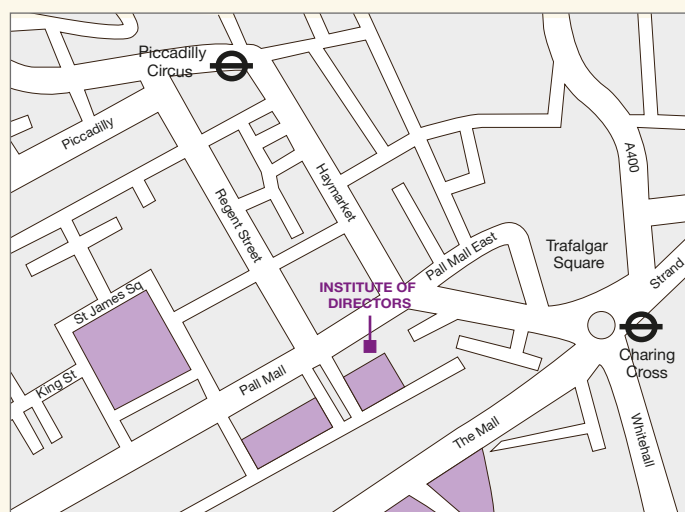 Piccadilly
Circus
Piccadilly
A400
Haymarket
Regent Street
Pall Mall East
Trafalgar
Square
Strand
INSTITUTE OF
DIRECTORS
St James Sq
Charing
Cross
King St
Pall Mall
The Mall
Whitehall